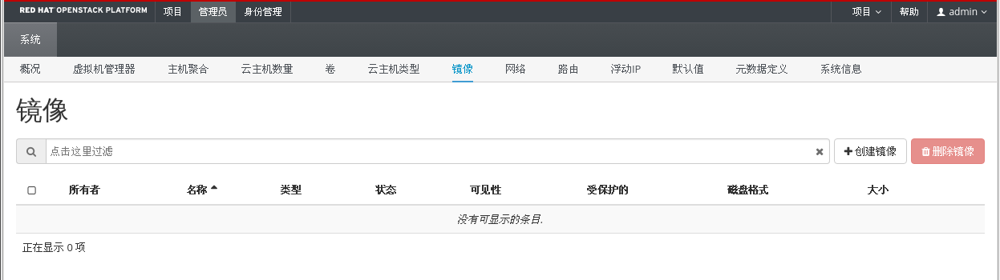 RED HAT OPENSTACK PLATFORM 项目 管理员 身份管理 项目 帮助 admin
系统
概况 虚拟机管理器 主机聚合 云主机数量 卷 云主机类型 镜像 网络 路由 浮动IP 默认值 元数据定义 系统信息
镜像
点击这里过滤 创建镜像 删除镜像
所有者 名称 类型 状态 可见性 受保护的 磁盘格式 大小
没有可显示的条目.
正在显示 0 项